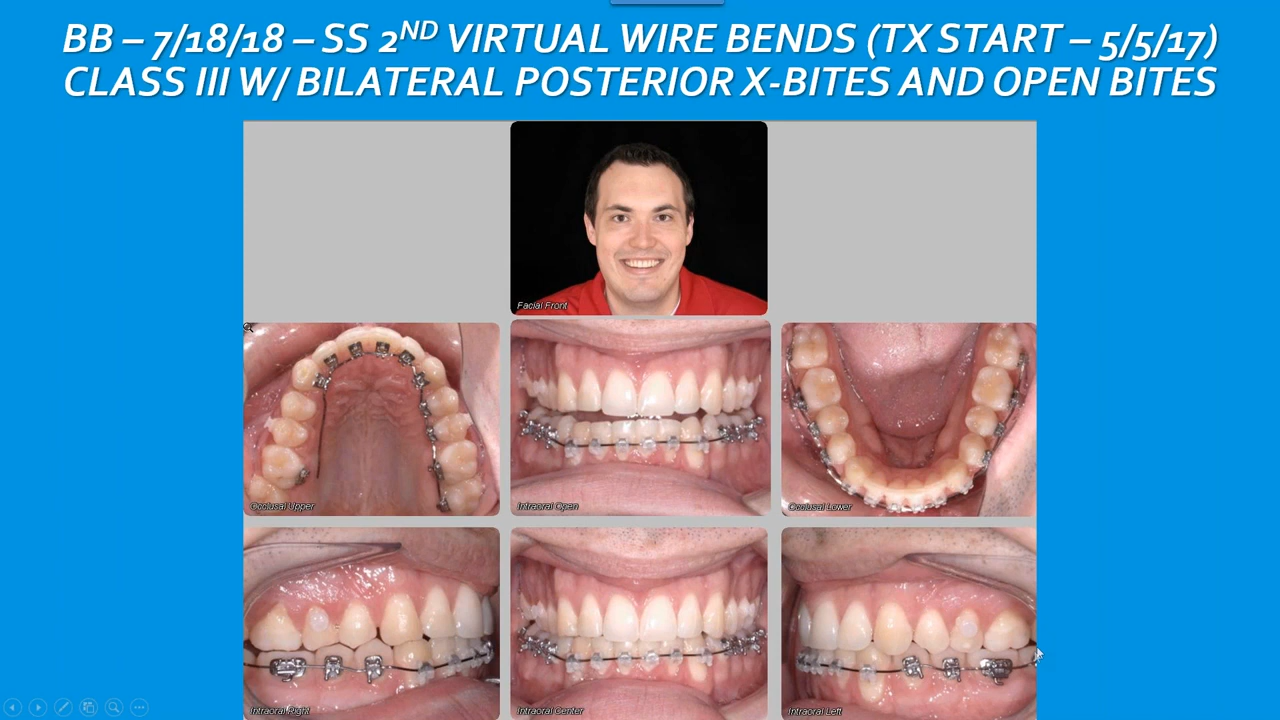 BB – 7/18/18 – SS 2ND VIRTUAL WIRE BENDS (TX START – 5/5/17)
CLASS III W/ BILATERAL POSTERIOR X-BITES AND OPEN BITES
Facial Front
Occlusal Upper
Intraoral Open
Occlusal Lower
Intraoral Right
Intraoral Center
Intraoral Left